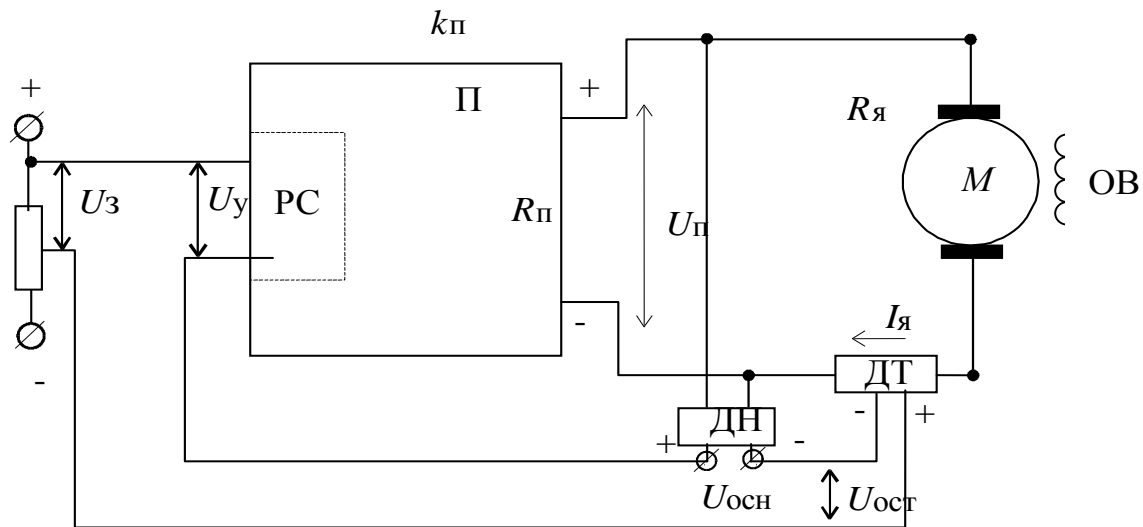 kп
П
+
+
Rя
Uз
Uу
РС
Rп
Uп
М
ОВ
-
-
Iя
ДТ
-
+
ДН
+
-
Uосн
Uост